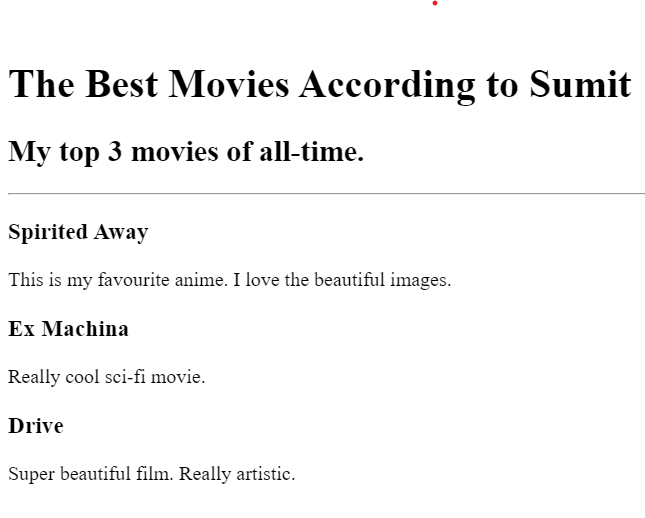 The Best Movies According to Sumit
My top 3 movies of all-time.
Spirited Away
This is my favourite anime. I love the beautiful images.
Ex Machina
Really cool sci-fi movie.
Drive
Super beautiful film. Really artistic.